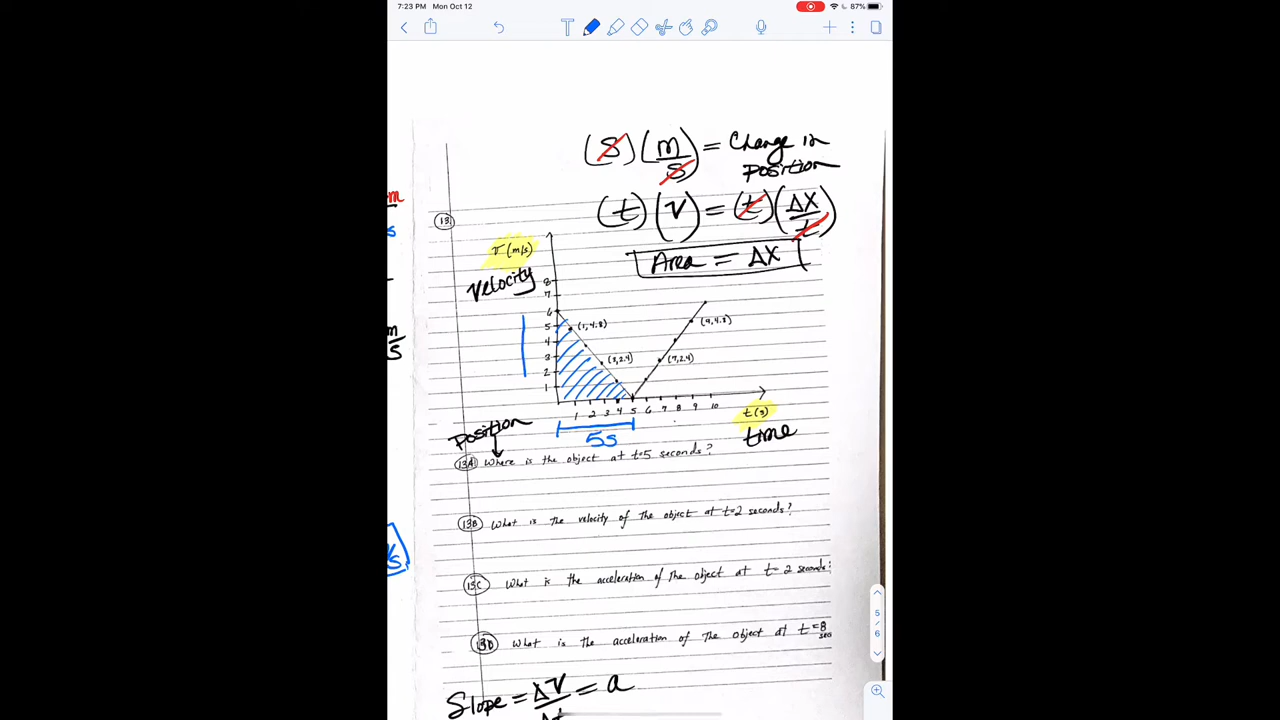 7:23 PM Mon Oct 12
87%
(s)(m/s) = Change in
position
(t)(v) = (t)(ΔX/t)
Area = ΔX
m
s
13
v (m/s)
Velocity
8
7
6
5
4
3
2
1
(1, 4.8)
(3, 2.4)
(9, 4.8)
(7, 2.4)
1 2 3 4 5 6 7 8 9 10
t (s)
time
5s
m
s
Position
13A Where is the object at t=5 seconds?
13B What is the velocity of the object at t=2 seconds?
/s
13C What is the acceleration of the object at t=2 seconds?
13D What is the acceleration of the object at t=8
sec
Slope = ΔV/Δt = a
5
/
6